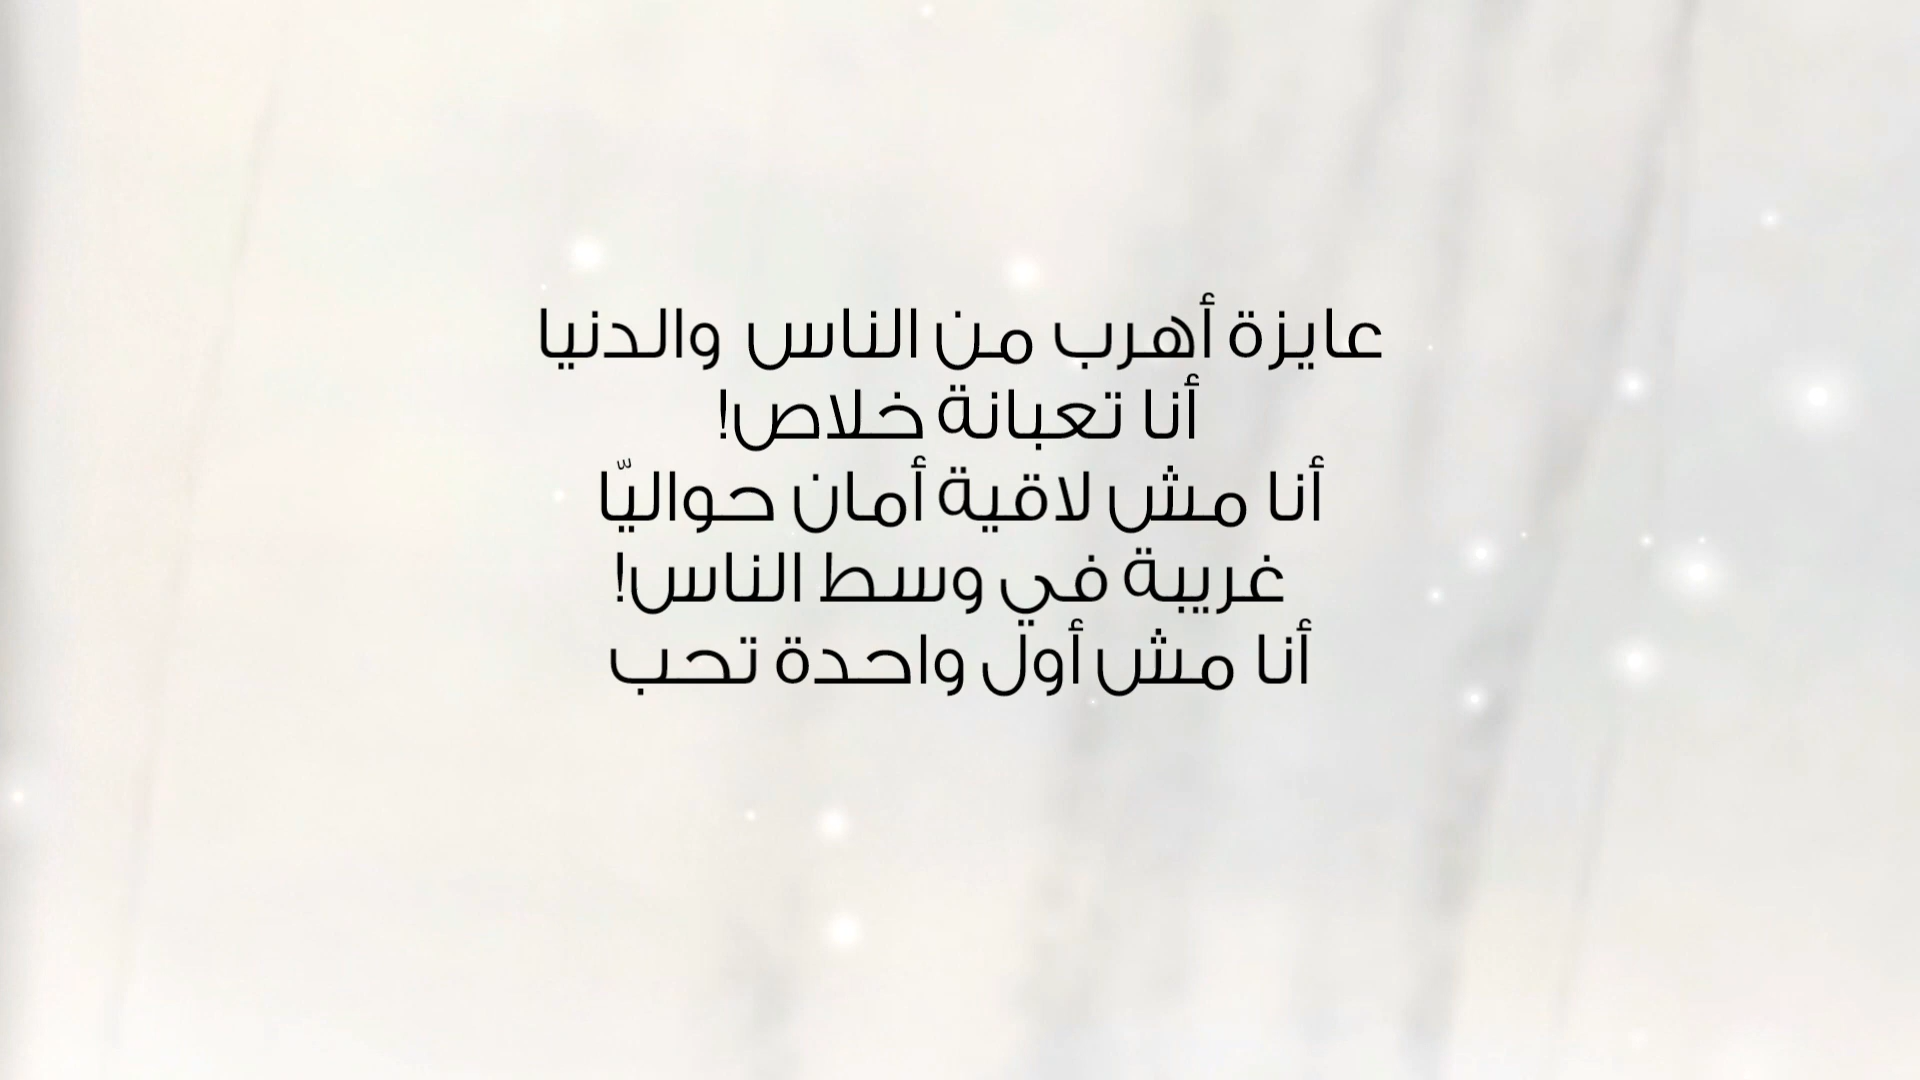 عايزة أهرب من الناس والدنيا
أنا تعبانة خلاص!
أنا مش لاقية أمان حواليّا
غريبة في وسط الناس!
أنا مش أول واحدة تحب